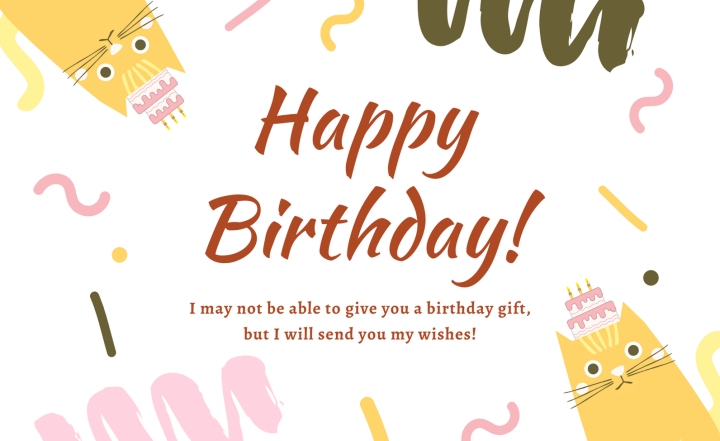 Happy
Birthday!
I may not be able to give you a birthday gift,
but I will send you my wishes!